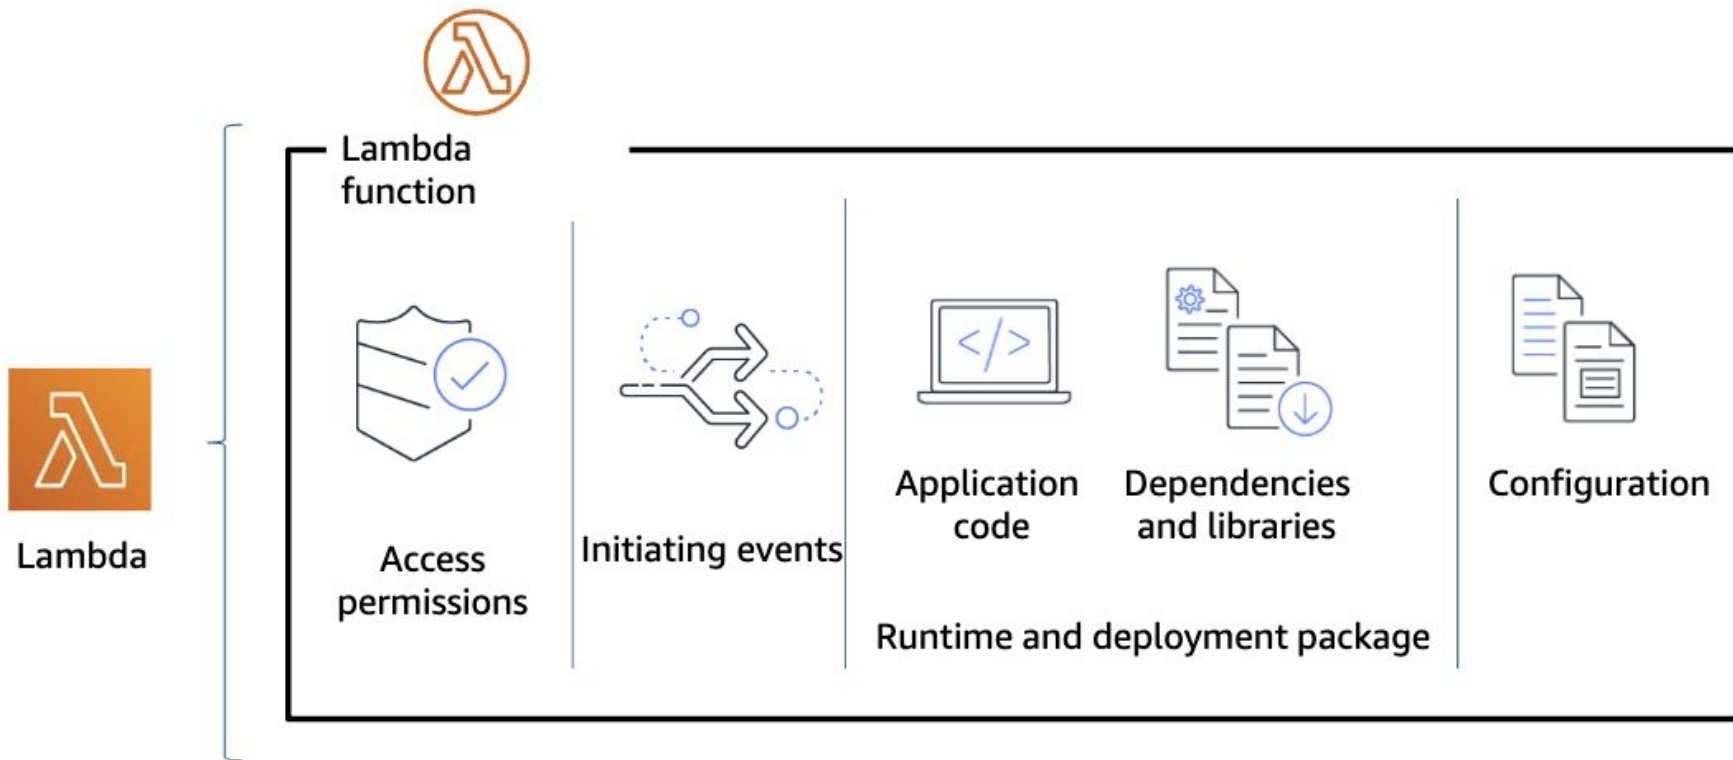 Lambda
function
Lambda
Access
permissions
Initiating events
</>
Application
code
Dependencies
and libraries
Runtime and deployment package
Configuration